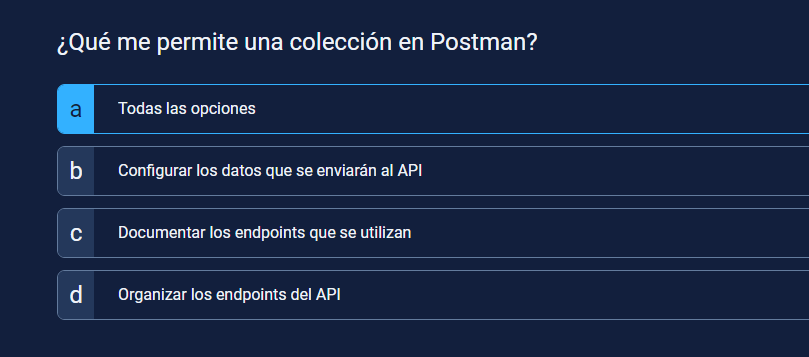 ¿Qué me permite una colección en Postman?
a Todas las opciones
b Configurar los datos que se enviarán al API
c Documentar los endpoints que se utilizan
d Organizar los endpoints del API